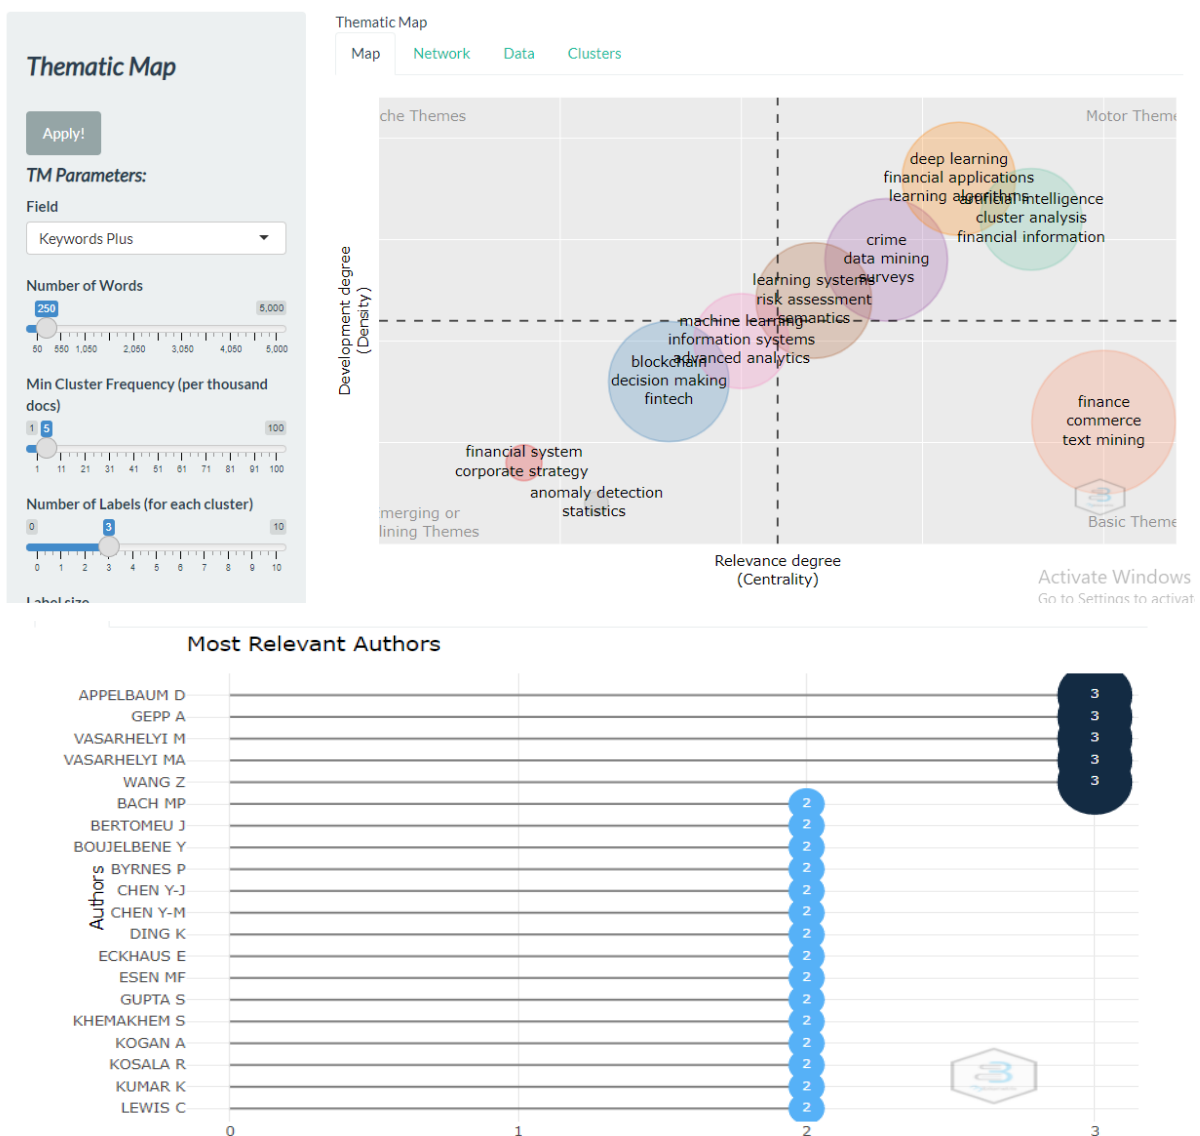 Thematic Map
Apply!
TM Parameters:
Field
Keywords Plus
Number of Words
250
5,000
50 550 1,050 2,050 3,050 4,050 5,000
Min Cluster Frequency (per thousand
docs)
1 5 100
1 11 21 31 41 51 61 71 81 91 100
Number of Labels (for each cluster)
0 3 10
0 1 2 3 4 5 6 7 8 9 10
Label size
Thematic Map
Map Network Data Clusters
che Themes
Motor Theme
deep learning
financial applications
learning algorithms
artificial intelligence
cluster analysis
financial information
crime
data mining
surveys
learning systems
risk assessment
semantics
machine learning
information systems
advanced analytics
blockchain
decision making
fintech
finance
commerce
text mining
financial system
corporate strategy
anomaly detection
statistics
merging or
lining Themes
Basic Theme
Development degree
(Density)
Relevance degree
(Centrality)
Activate Windows
Go to Settings to activat
Most Relevant Authors
Authors
APPELBAUM D 3
GEPP A 3
VASARHELYI M 3
VASARHELYI MA 3
WANG Z 3
BACH MP 2
BERTOMEU J 2
BOUJELBENE Y 2
BYRNES P 2
CHEN Y-J 2
CHEN Y-M 2
DING K 2
ECKHAUS E 2
ESEN MF 2
GUPTA S 2
KHEMAKHEM S 2
KOGAN A 2
KOSALA R 2
KUMAR K 2
LEWIS C 2
0 1 2 3